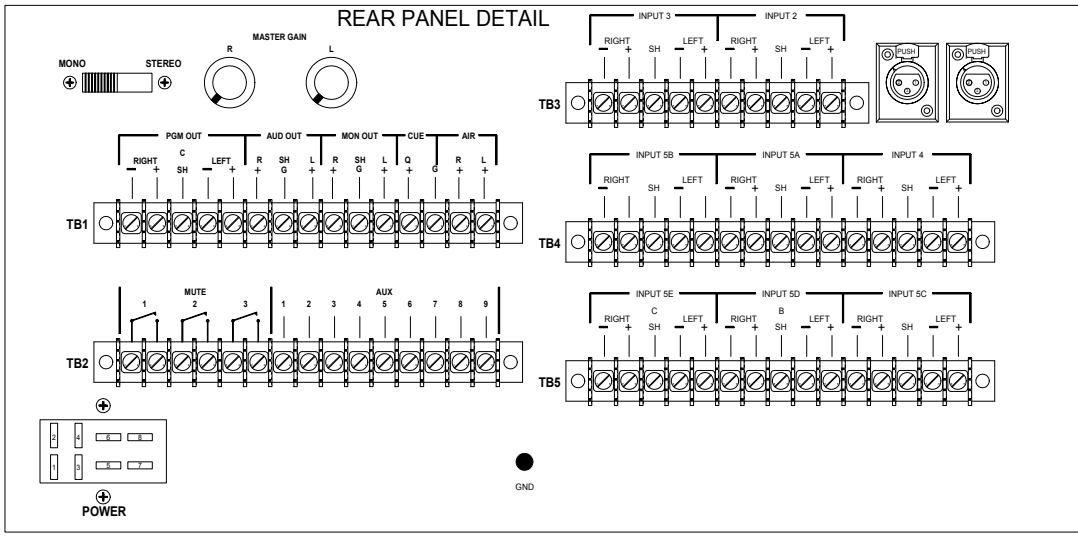 REAR PANEL DETAIL
MASTER GAIN
R L
MONO STEREO
PGM OUT AUD OUT MON OUT CUE AIR
C
RIGHT LEFT R SH L R SH L Q R L
− + SH − + + G + + G + + G + +
TB1
MUTE AUX
1 2 3 1 2 3 4 5 6 7 8 9
TB2
2 4 6 8
1 3 5 7
POWER
GND
INPUT 3 INPUT 2
RIGHT SH LEFT RIGHT SH LEFT
− + − + − + − +
TB3
PUSH PUSH
INPUT 5B INPUT 5A INPUT 4
RIGHT SH LEFT RIGHT SH LEFT RIGHT SH LEFT
− + − − + − + − + − +
TB4
INPUT 5E INPUT 5D INPUT 5C
C B
RIGHT SH LEFT RIGHT SH LEFT RIGHT SH LEFT
− + − + − + − + − + − +
TB5